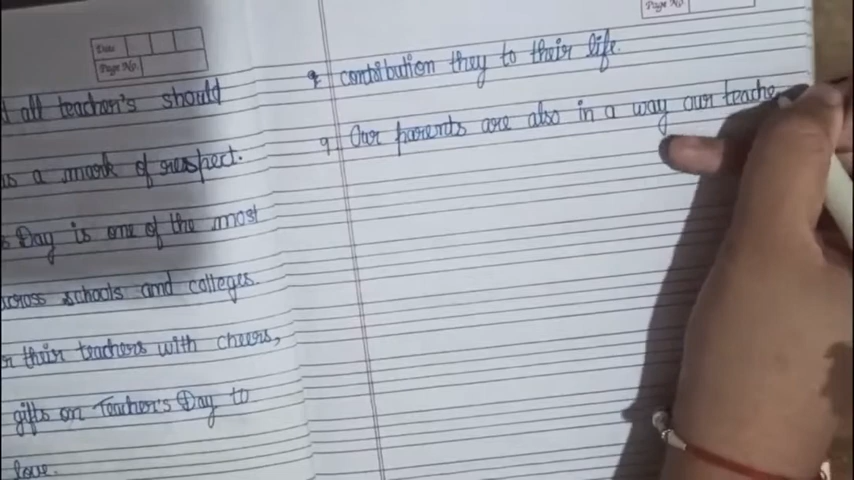 Date
Page No.
all teacher's should
is a mark of respect.
Day is one of the most
across schools and colleges.
their teachers with cheers,
gifts on Teacher's Day to
love.
Page No.
contribution they to their life.
9 Our parents are also in a way our teache